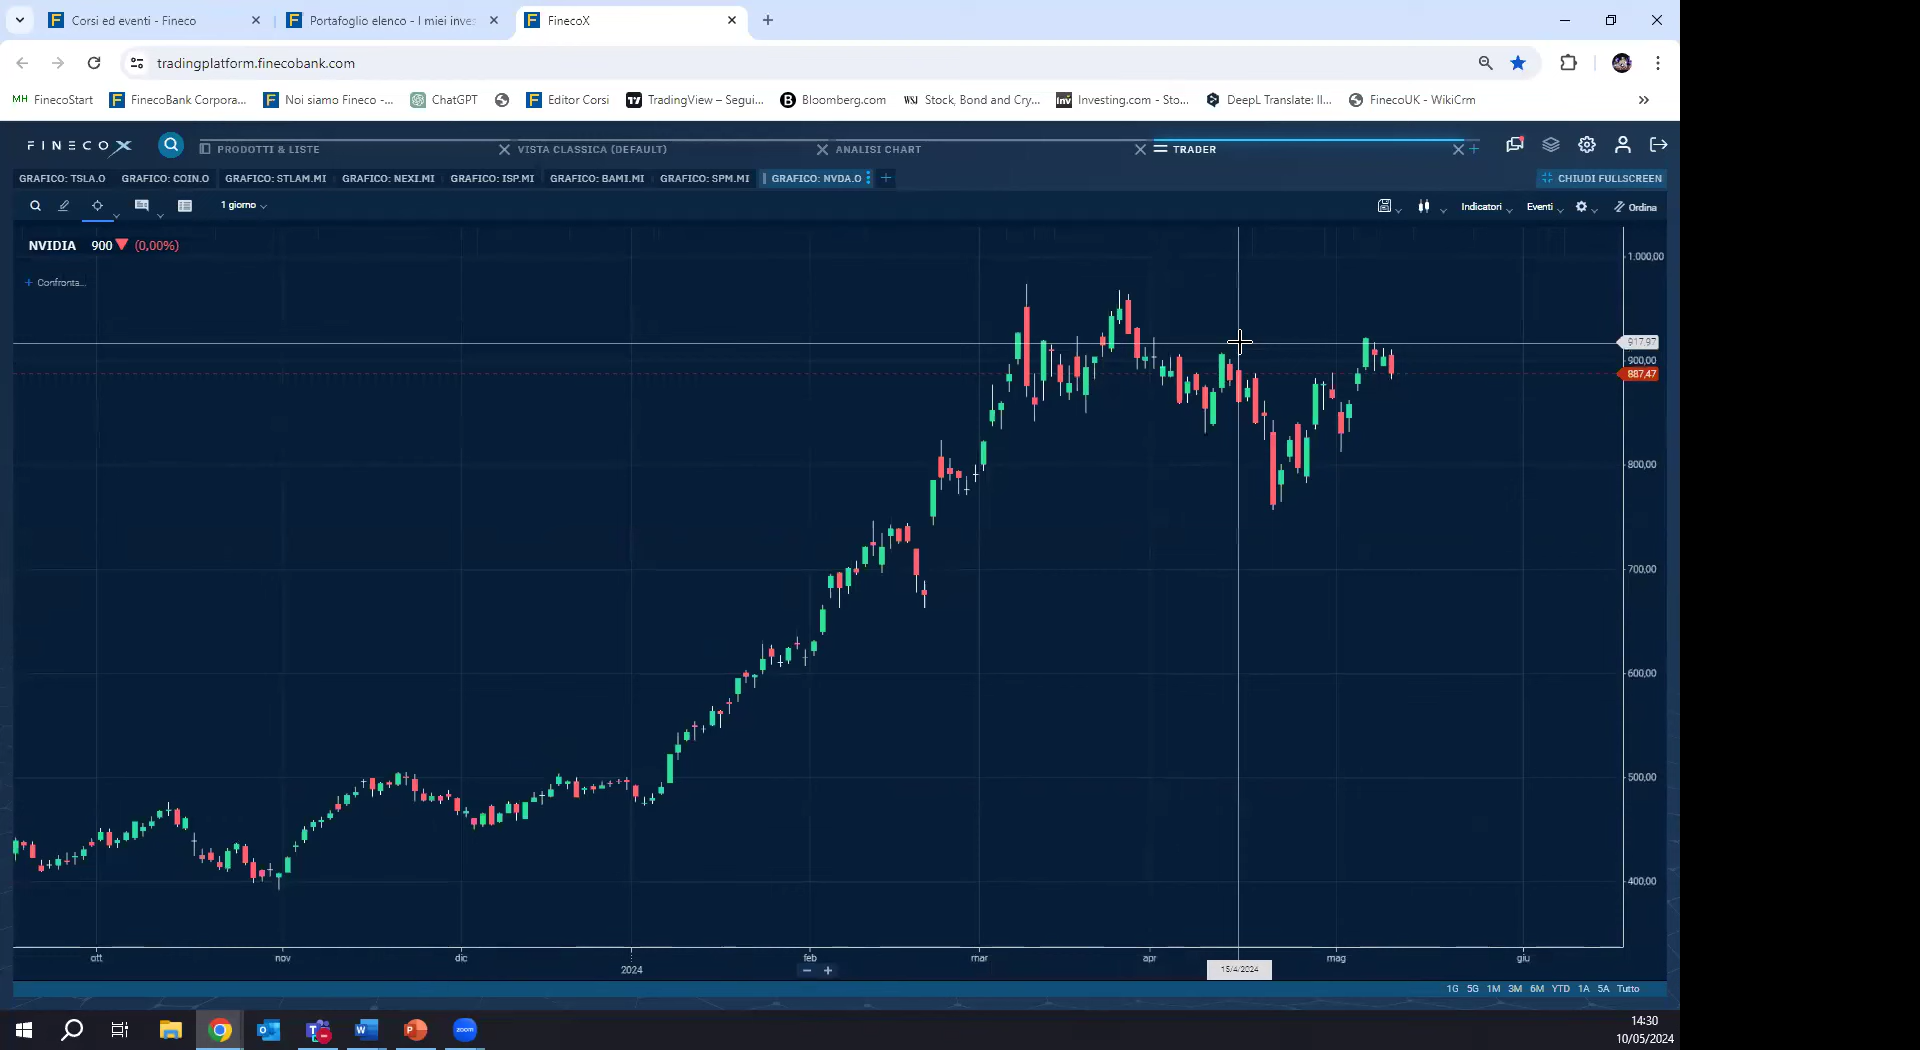 Corsi ed eventi - Fineco
Portafoglio elenco - I miei inves
FinecoX
tradingplatform.finecobank.com
MH FinecoStart
FinecoBank Corpora...
Noi siamo Fineco -...
ChatGPT
Editor Corsi
TradingView – Segui...
Bloomberg.com
WSJ Stock, Bond and Cry...
Inv Investing.com - Sto...
DeepL Translate: Il...
FinecoUK - WikiCrm
FINECOX
PRODOTTI & LISTE
VISTA CLASSICA (DEFAULT)
ANALISI CHART
TRADER
GRAFICO: TSLA.O
GRAFICO: COIN.O
GRAFICO: STLAM.MI
GRAFICO: NEXI.MI
GRAFICO: ISP.MI
GRAFICO: BAMI.MI
GRAFICO: SPM.MI
GRAFICO: NVDA.O
CHIUDI FULLSCREEN
1 giorno
Indicatori
Eventi
Ordina
NVIDIA 900 (0,00%)
+ Confronta...
1.000,00
917,97
900,00
887,47
800,00
700,00
600,00
500,00
400,00
ott
nov
dic
2024
feb
mar
apr
15/4/2024
mag
giu
1G 5G 1M 3M 6M YTD 1A 5A Tutto
zoom
14:30
10/05/2024